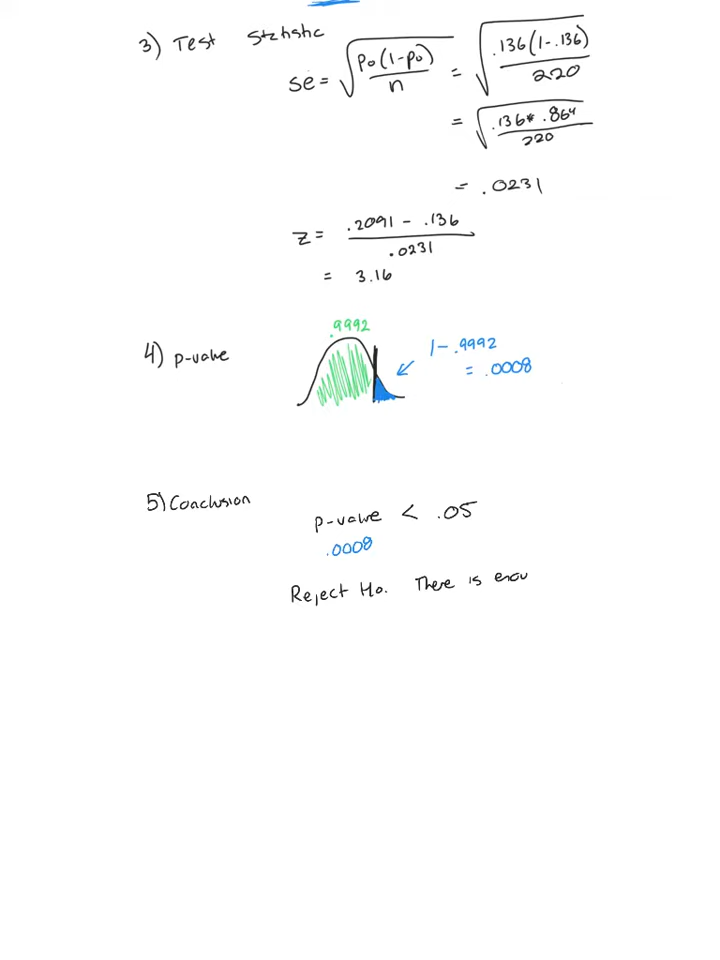 3) Test Statistic
se = √(p₀(1-p₀)/n) = √(.136(1-.136)/220)
= √(.136 * .864/220)
= .0231
z = (.2091 - .136)/.0231
= 3.16
.9992
4) p-value
1 - .9992
= .0008
5) Conclusion
p-value < .05
.0008
Reject Ho. There is enou